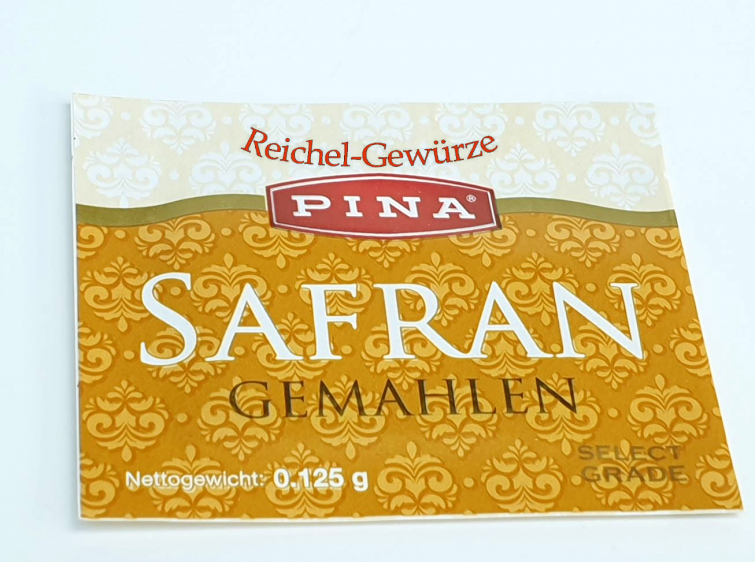 Reichel-Gewürze
PINA®
SAFRAN
GEMAHLEN
SELECT
GRADE
Nettogewicht: 0.125 g